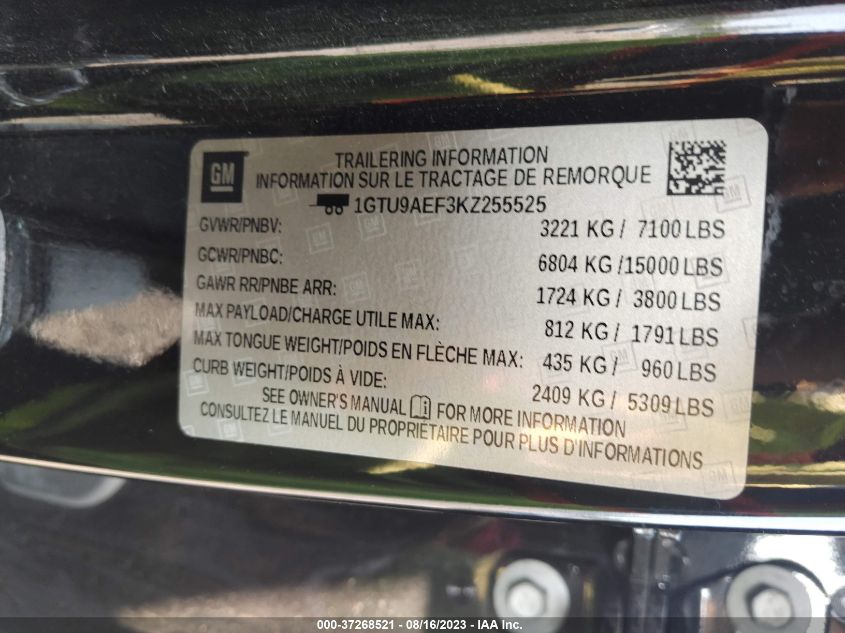 GM
TRAILERING INFORMATION
INFORMATION SUR LE TRACTAGE DE REMORQUE
1GTU9AEF3KZ255525
GVWR/PNBV: 3221 KG / 7100 LBS
GCWR/PNBC: 6804 KG /15000 LBS
GAWR RR/PNBE ARR: 1724 KG / 3800 LBS
MAX PAYLOAD/CHARGE UTILE MAX: 812 KG / 1791 LBS
MAX TONGUE WEIGHT/POIDS EN FLÈCHE MAX: 435 KG / 960 LBS
CURB WEIGHT/POIDS À VIDE: 2409 KG / 5309 LBS
SEE OWNER'S MANUAL FOR MORE INFORMATION
CONSULTEZ LE MANUEL DU PROPRIÉTAIRE POUR PLUS D'INFORMATIONS
000-37268521 - 08/16/2023 - IAA Inc.